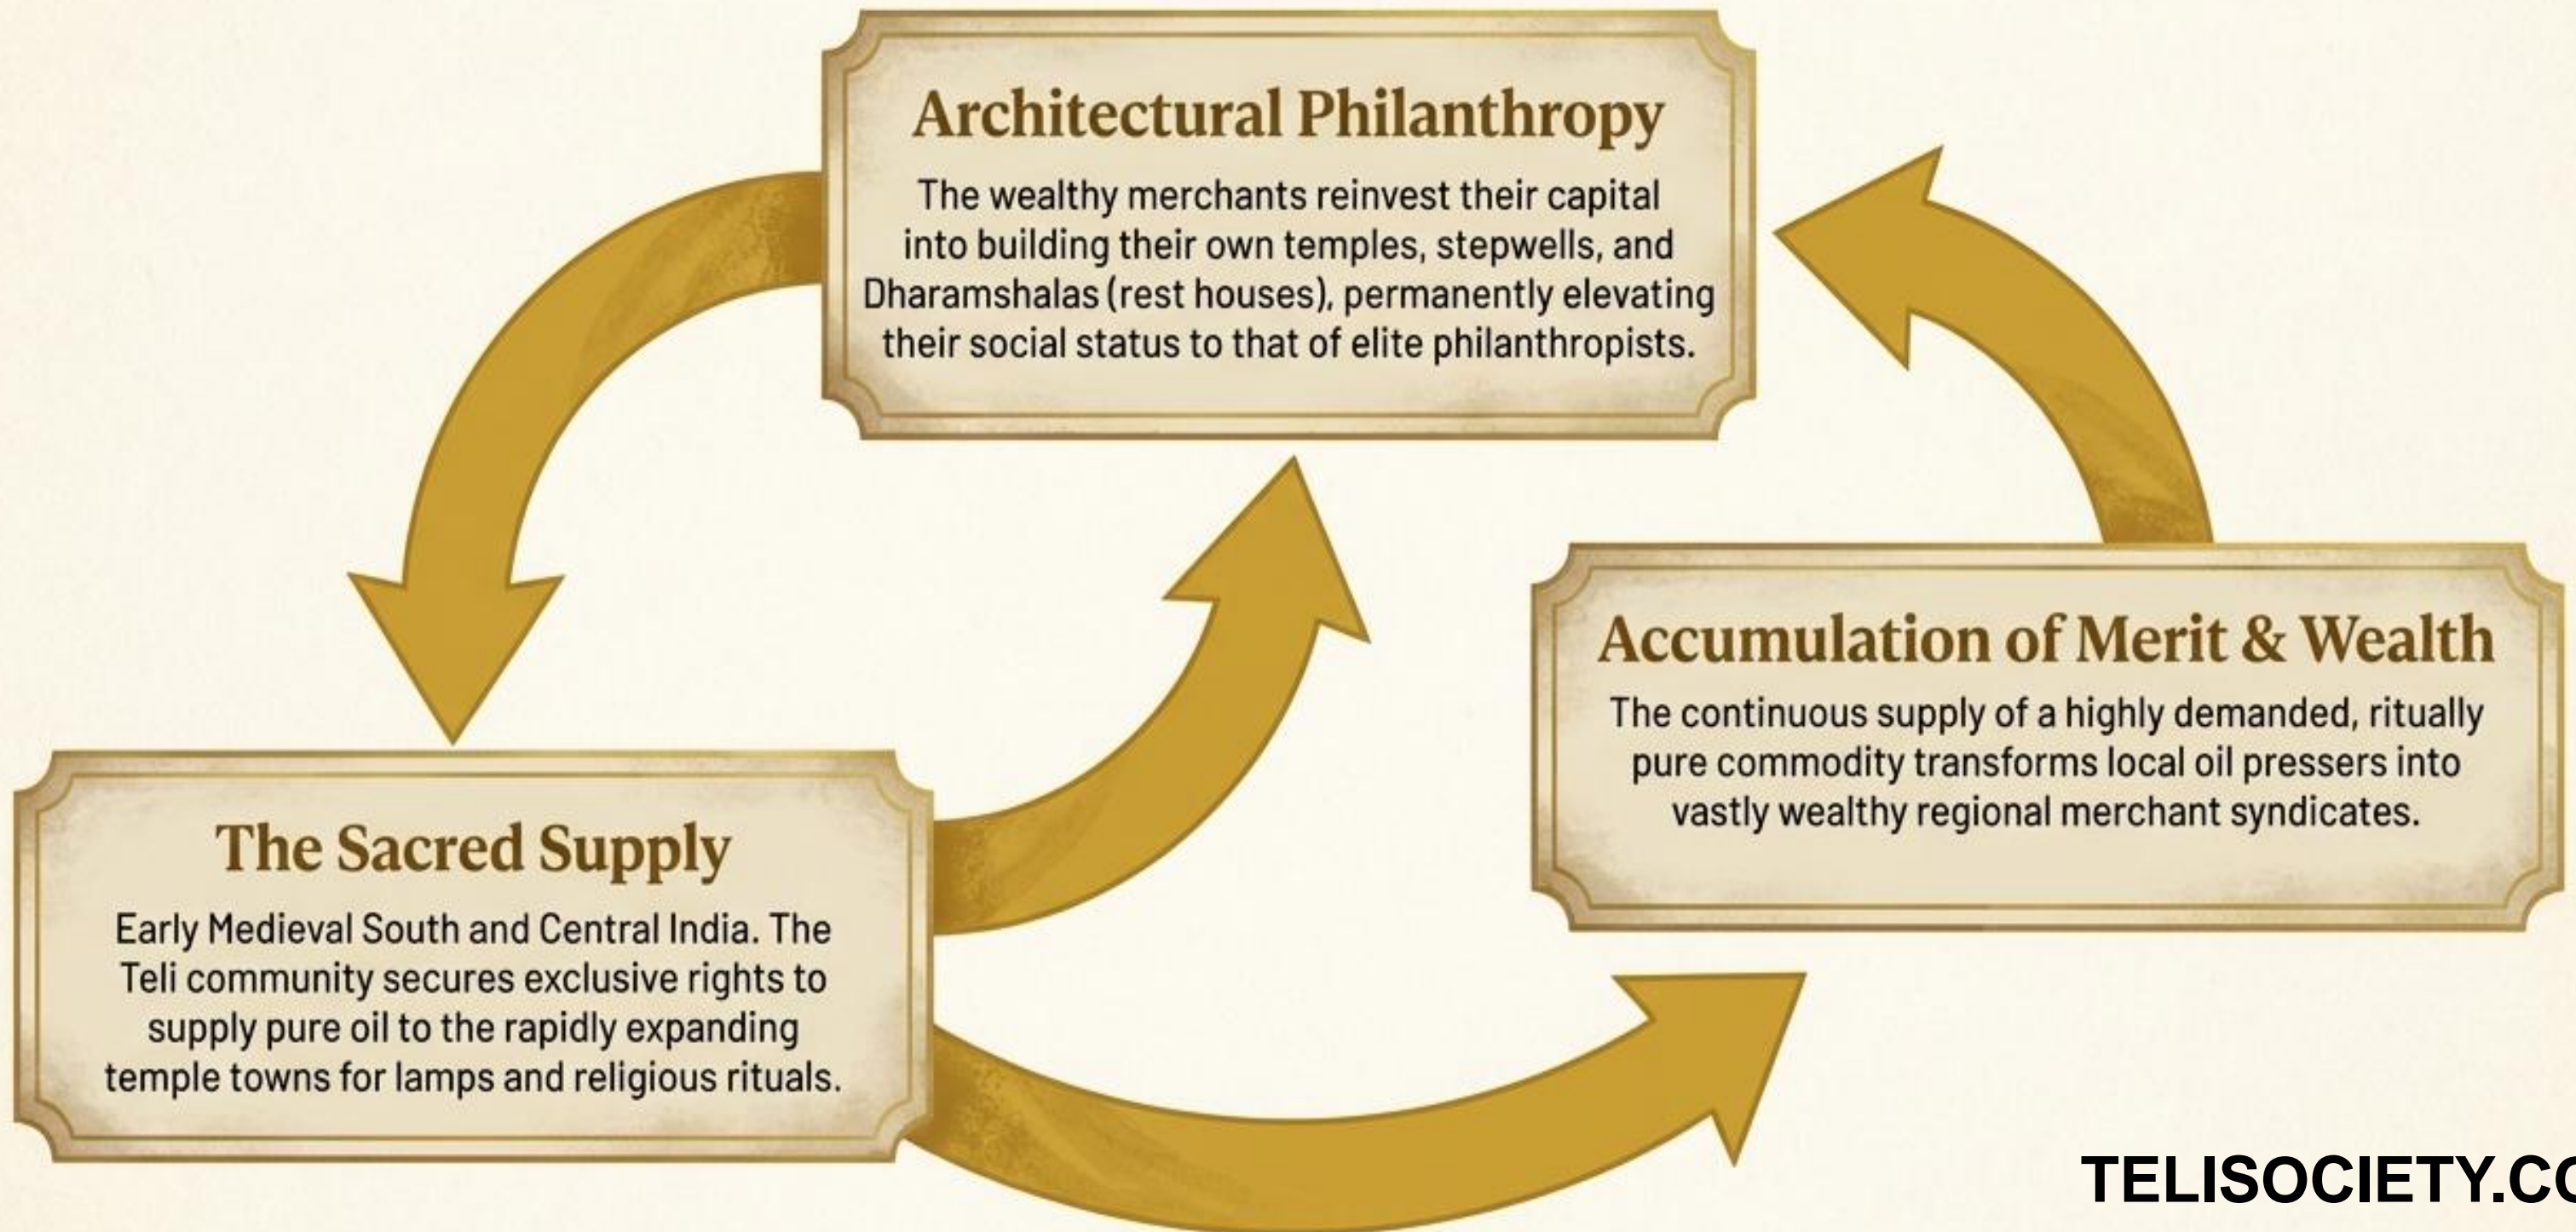 Architectural Philanthropy
The wealthy merchants reinvest their capital
into building their own temples, stepwells, and
Dharamshalas (rest houses), permanently elevating
their social status to that of elite philanthropists.
Accumulation of Merit & Wealth
The continuous supply of a highly demanded, ritually
pure commodity transforms local oil pressers into
vastly wealthy regional merchant syndicates.
The Sacred Supply
Early Medieval South and Central India. The
Teli community secures exclusive rights to
supply pure oil to the rapidly expanding
temple towns for lamps and religious rituals.
TELISOCIETY.CO